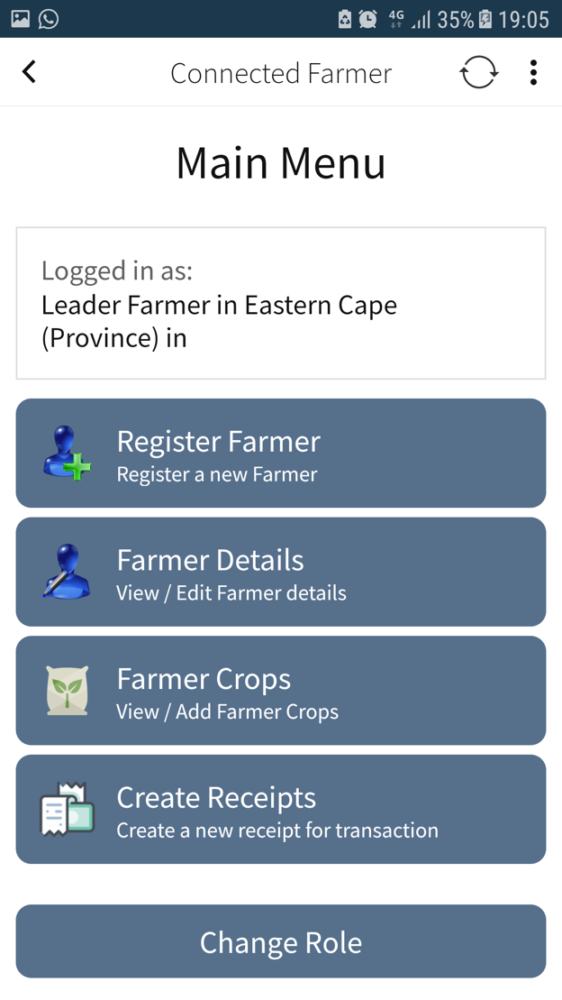 4G 35% 19:05
Connected Farmer
Main Menu
Logged in as:
Leader Farmer in Eastern Cape
(Province) in
Register Farmer
Register a new Farmer
Farmer Details
View / Edit Farmer details
Farmer Crops
View / Add Farmer Crops
Create Receipts
Create a new receipt for transaction
Change Role